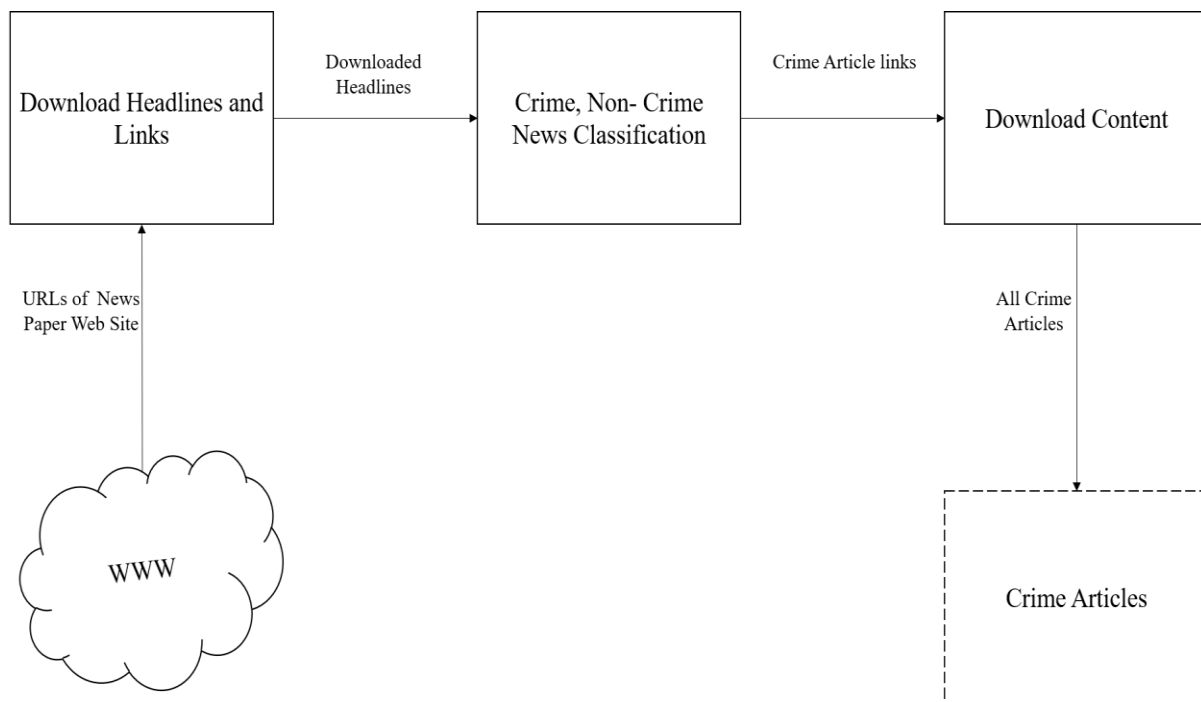 Download Headlines and
Links
Downloaded
Headlines
Crime, Non- Crime
News Classification
Crime Article links
Download Content
URLs of  News
Paper Web Site
All Crime
Articles
WWW
Crime Articles